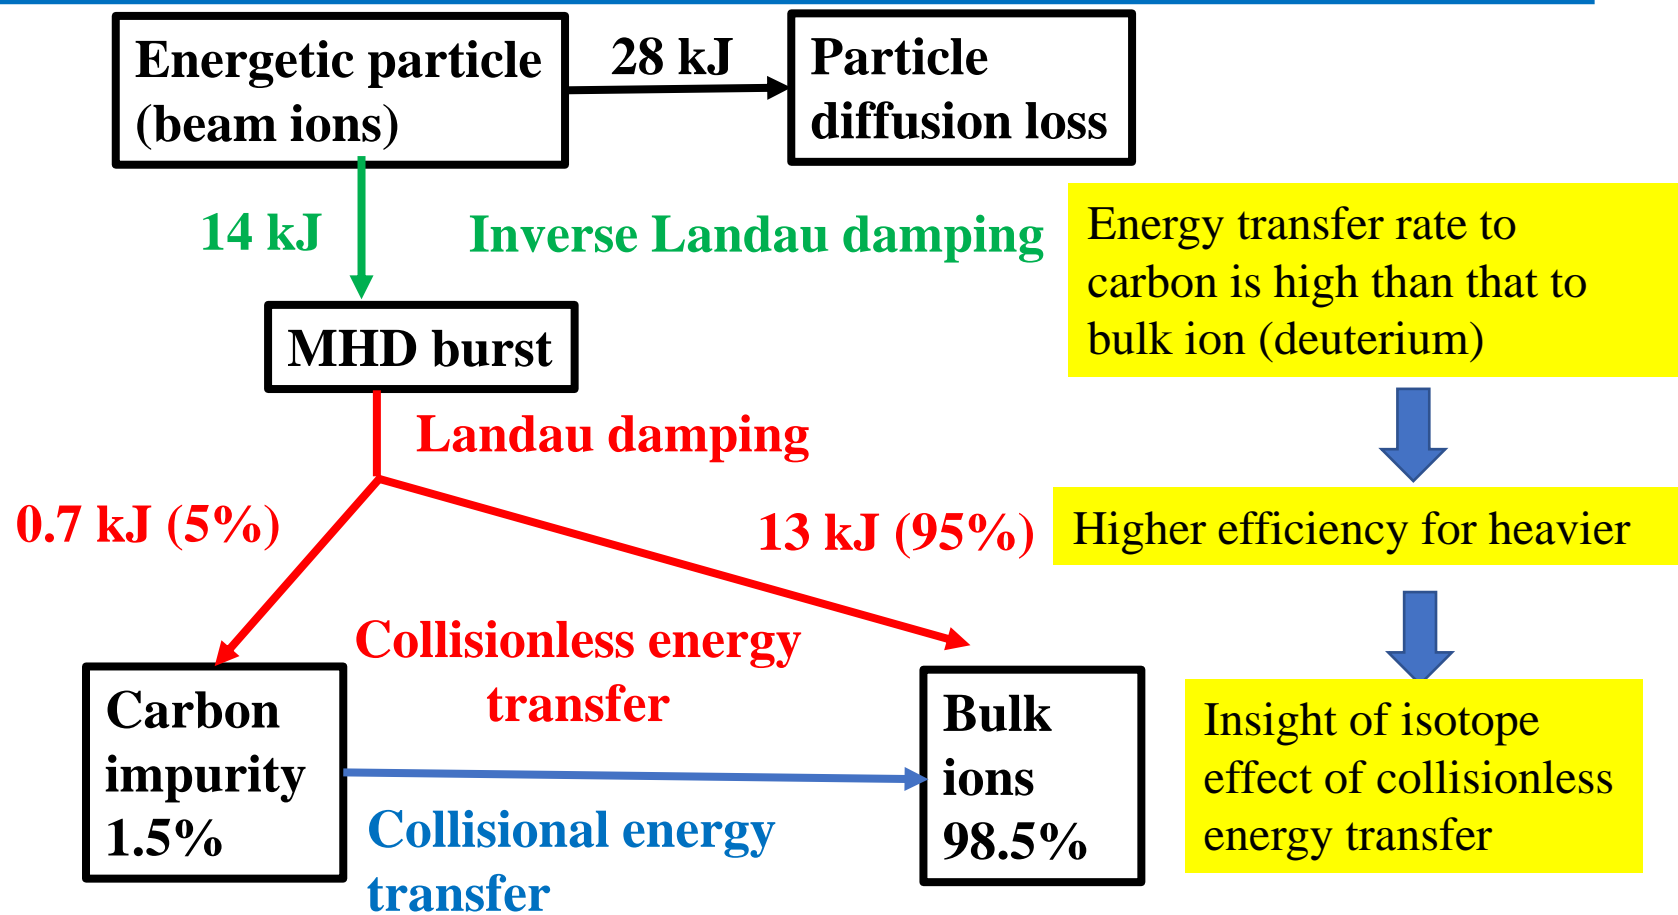 Energetic particle
(beam ions)
28 kJ
Particle
diffusion loss
14 kJ
Inverse Landau damping
Energy transfer rate to
carbon is high than that to
bulk ion (deuterium)
MHD burst
Landau damping
0.7 kJ (5%)
13 kJ (95%)
Higher efficiency for heavier
Collisionless energy
transfer
Carbon
impurity
1.5%
Bulk
ions
98.5%
Insight of isotope
effect of collisionless
energy transfer
Collisional energy
transfer